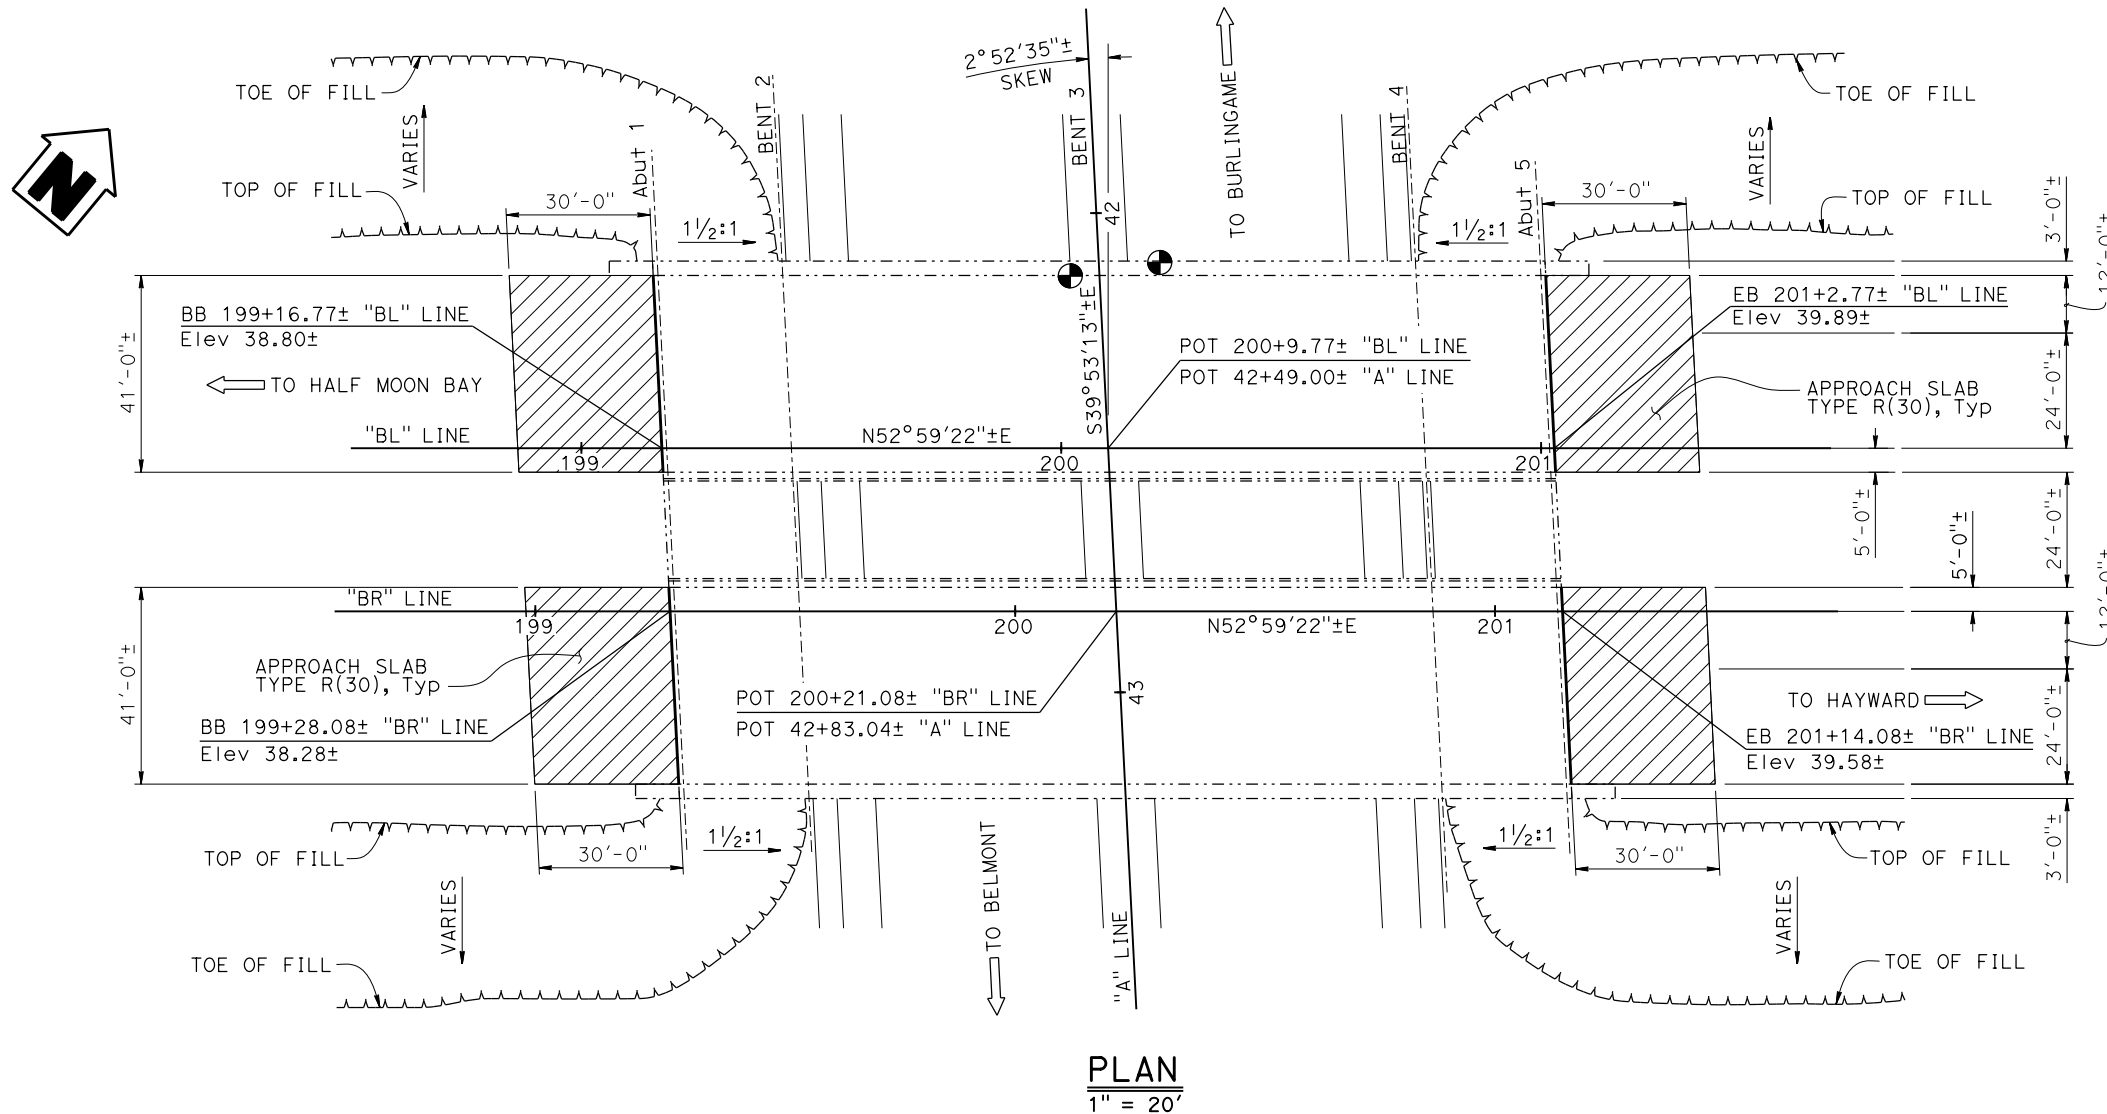 2°52'35"±
SKEW
TOE OF FILL
VARIES
TOP OF FILL
30'-0"
Abut 1
BENT 2
1½:1
BENT 3
42
TO BURLINGAME
BENT 4
1½:1
Abut 5
30'-0"
TOE OF FILL
VARIES
TOP OF FILL
3'-0"±
12'-0"±
N
BB 199+16.77± "BL" LINE
Elev 38.80±
41'-0"±
TO HALF MOON BAY
S39°53'13"±E
POT 200+9.77± "BL" LINE
POT 42+49.00± "A" LINE
EB 201+2.77± "BL" LINE
Elev 39.89±
APPROACH SLAB
TYPE R(30), Typ
24'-0"±
"BL" LINE
N52°59'22"±E
199
200
201
5'-0"±
24'-0"±
5'-0"±
12'-0"±
"BR" LINE
199
200
N52°59'22"±E
201
41'-0"±
APPROACH SLAB
TYPE R(30), Typ
BB 199+28.08± "BR" LINE
Elev 38.28±
POT 200+21.08± "BR" LINE
POT 42+83.04± "A" LINE
43
TO HAYWARD
EB 201+14.08± "BR" LINE
Elev 39.58±
24'-0"±
3'-0"±
TOP OF FILL
30'-0"
1½:1
VARIES
TOE OF FILL
TO BELMONT
"A" LINE
1½:1
30'-0"
TOP OF FILL
VARIES
TOE OF FILL
PLAN
1" = 20'